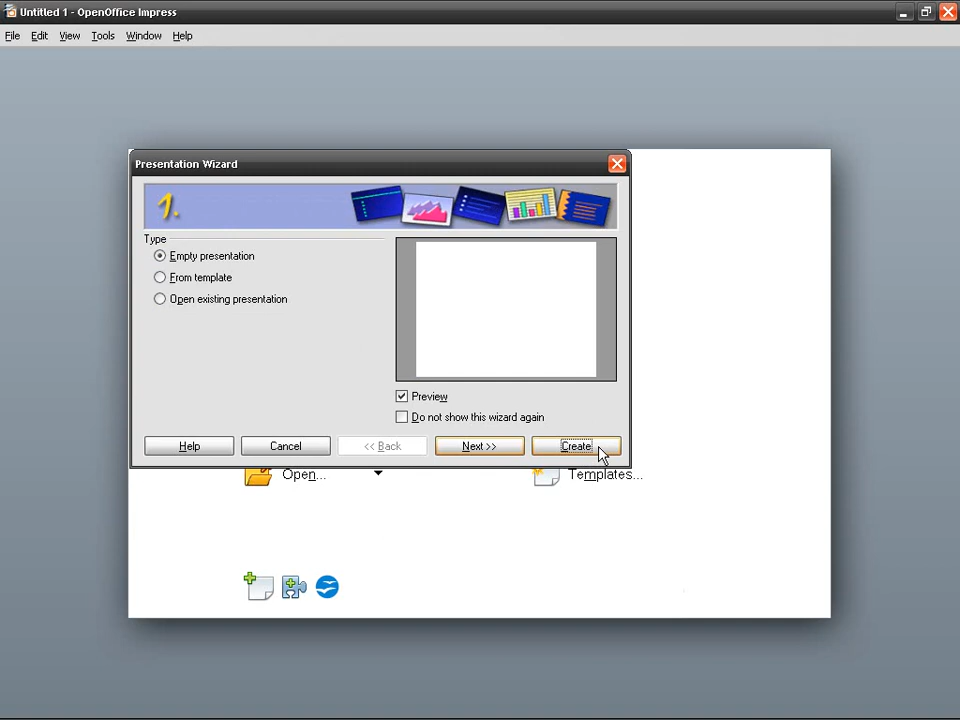 Untitled 1 - OpenOffice Impress
File Edit View Tools Window Help
Presentation Wizard
1.
Type
Empty presentation
From template
Open existing presentation
Preview
Do not show this wizard again
Help Cancel << Back Next >> Create
Open... Templates...